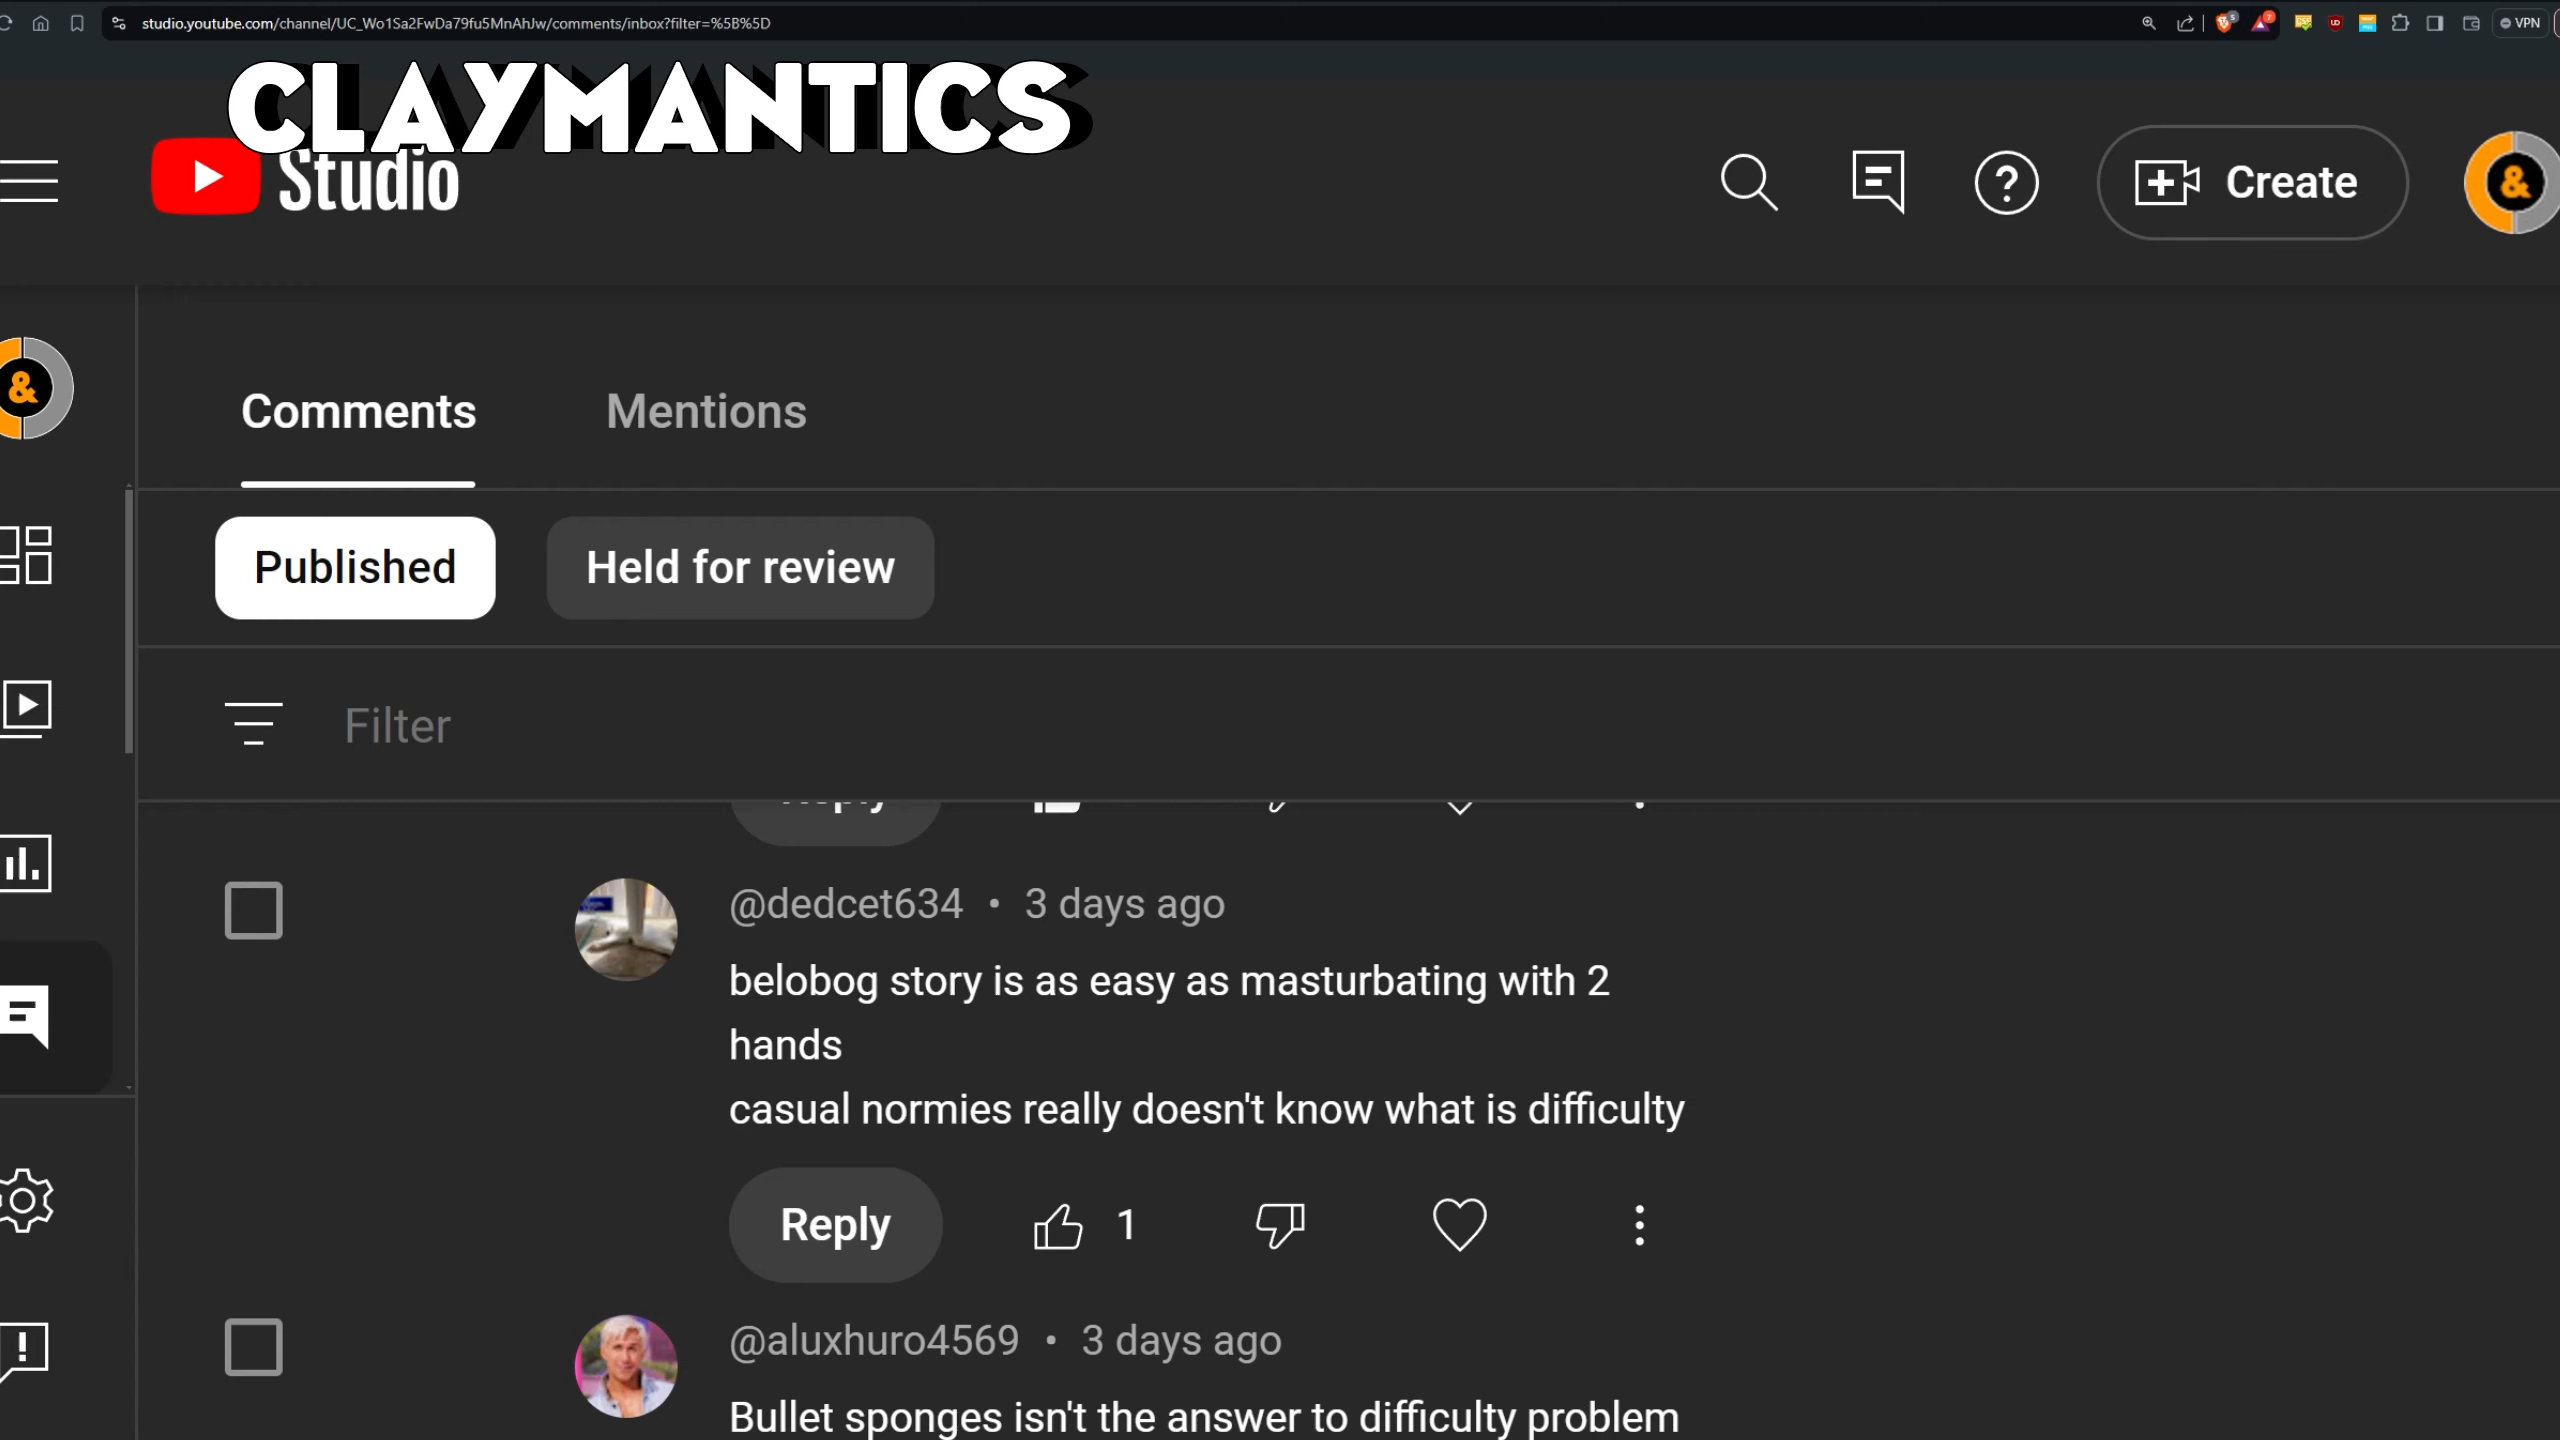 studio.youtube.com/channel/UC_Wo1Sa2FwDa79fu5MnAhJw/comments/inbox?filter=%5B%5D
VPN
CLAYMANTICS
Studio
Create
&
&
Comments Mentions
Published Held for review
Filter
Reply
@dedcet634 • 3 days ago
belobog story is as easy as masturbating with 2
hands
casual normies really doesn't know what is difficulty
Reply 1
@aluxhuro4569 • 3 days ago
Bullet sponges isn't the answer to difficulty problem